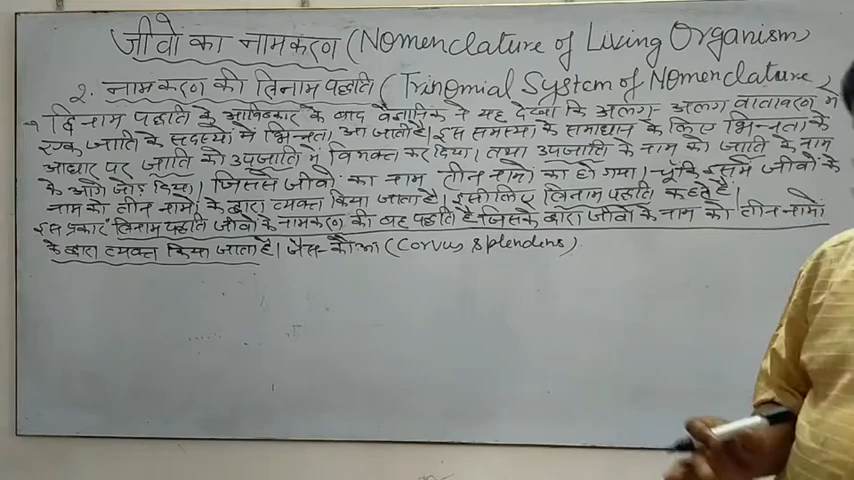 जीवो का नामकरण (Nomenclature of Living Organism)
2. नामकरण की त्रिनाम पद्धति (Trinomial System of Nomenclature)
→ द्विनाम पद्धति के आविष्कार के बाद वैज्ञानिक ने यह देखा कि अलग-अलग वातावरण में
एक जाति के सदस्यों में भिन्नता आ जाती है। इस समस्या के समाधान के लिए भिन्नता के
आधार पर जाति को उपजाति में विभक्त कर दिया। तथा उपजाति के नाम को जाति के नाम
के आगे जोड़ दिया। जिससे जीवों का नाम तीन नामों का हो गया। चूँकि इसमें जीवों के
नाम को तीन नामों के द्वारा व्यक्त किया जाता है। इसीलिए त्रिनाम पद्धति कहते है।
इस प्रकार त्रिनाम पद्धति जीवों के नामकरण की वह पद्धति है जिसके द्वारा जीवों के नाम को तीन नामों
के द्वारा व्यक्त किया जाता है। जैसे- कौआ (Corvus splendens)